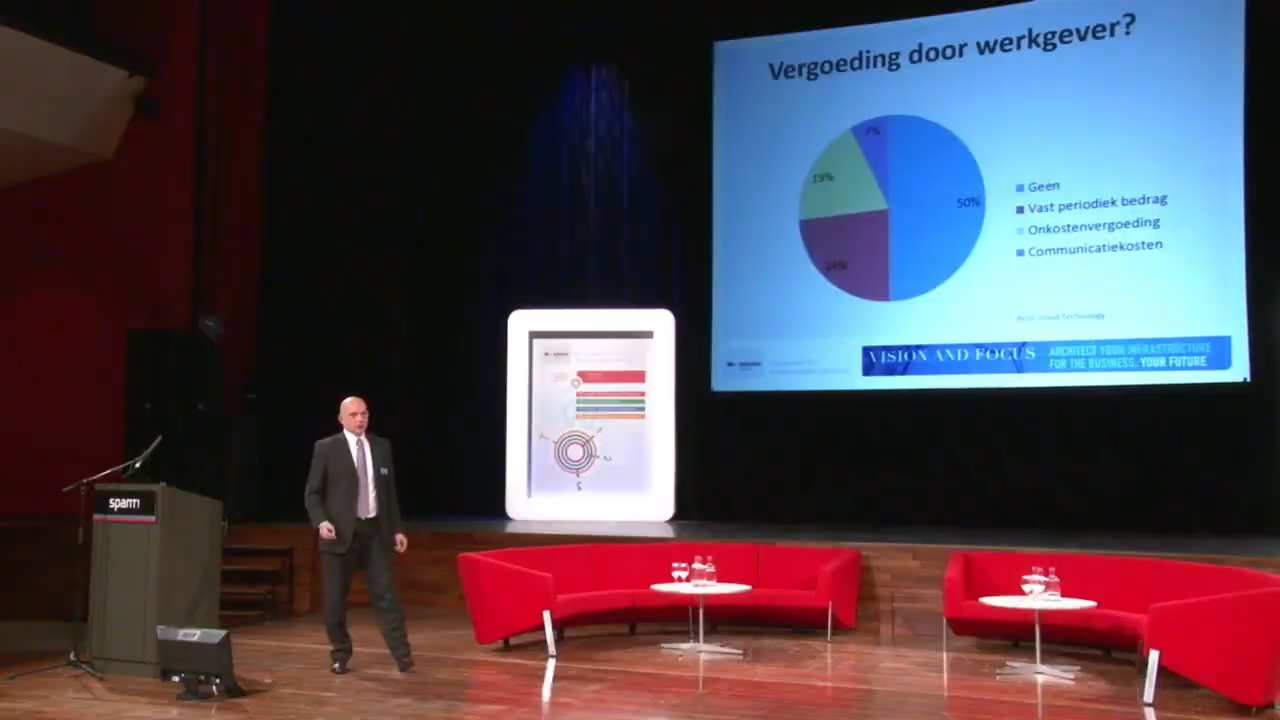 Vergoeding door werkgever?
7%
19%
50%
24%
Geen
Vast periodiek bedrag
Onkostenvergoeding
Communicatiekosten
VISION AND FOCUS
ARCHITECT YOUR INFRASTRUCTURE
FOR THE BUSINESS, YOUR FUTURE
spant!